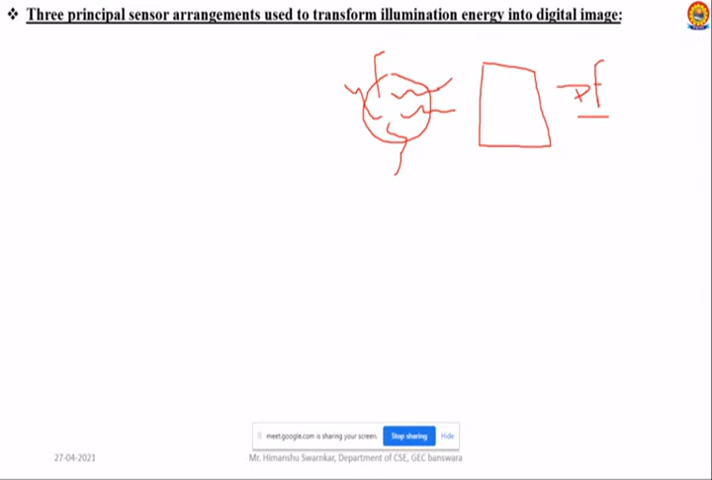 ❖ Three principal sensor arrangements used to transform illumination energy into digital image:
f
meet.google.com is sharing your screen. Stop sharing Hide
27-04-2021 Mr. Himanshu Swarnkar, Department of CSE, GEC banswara